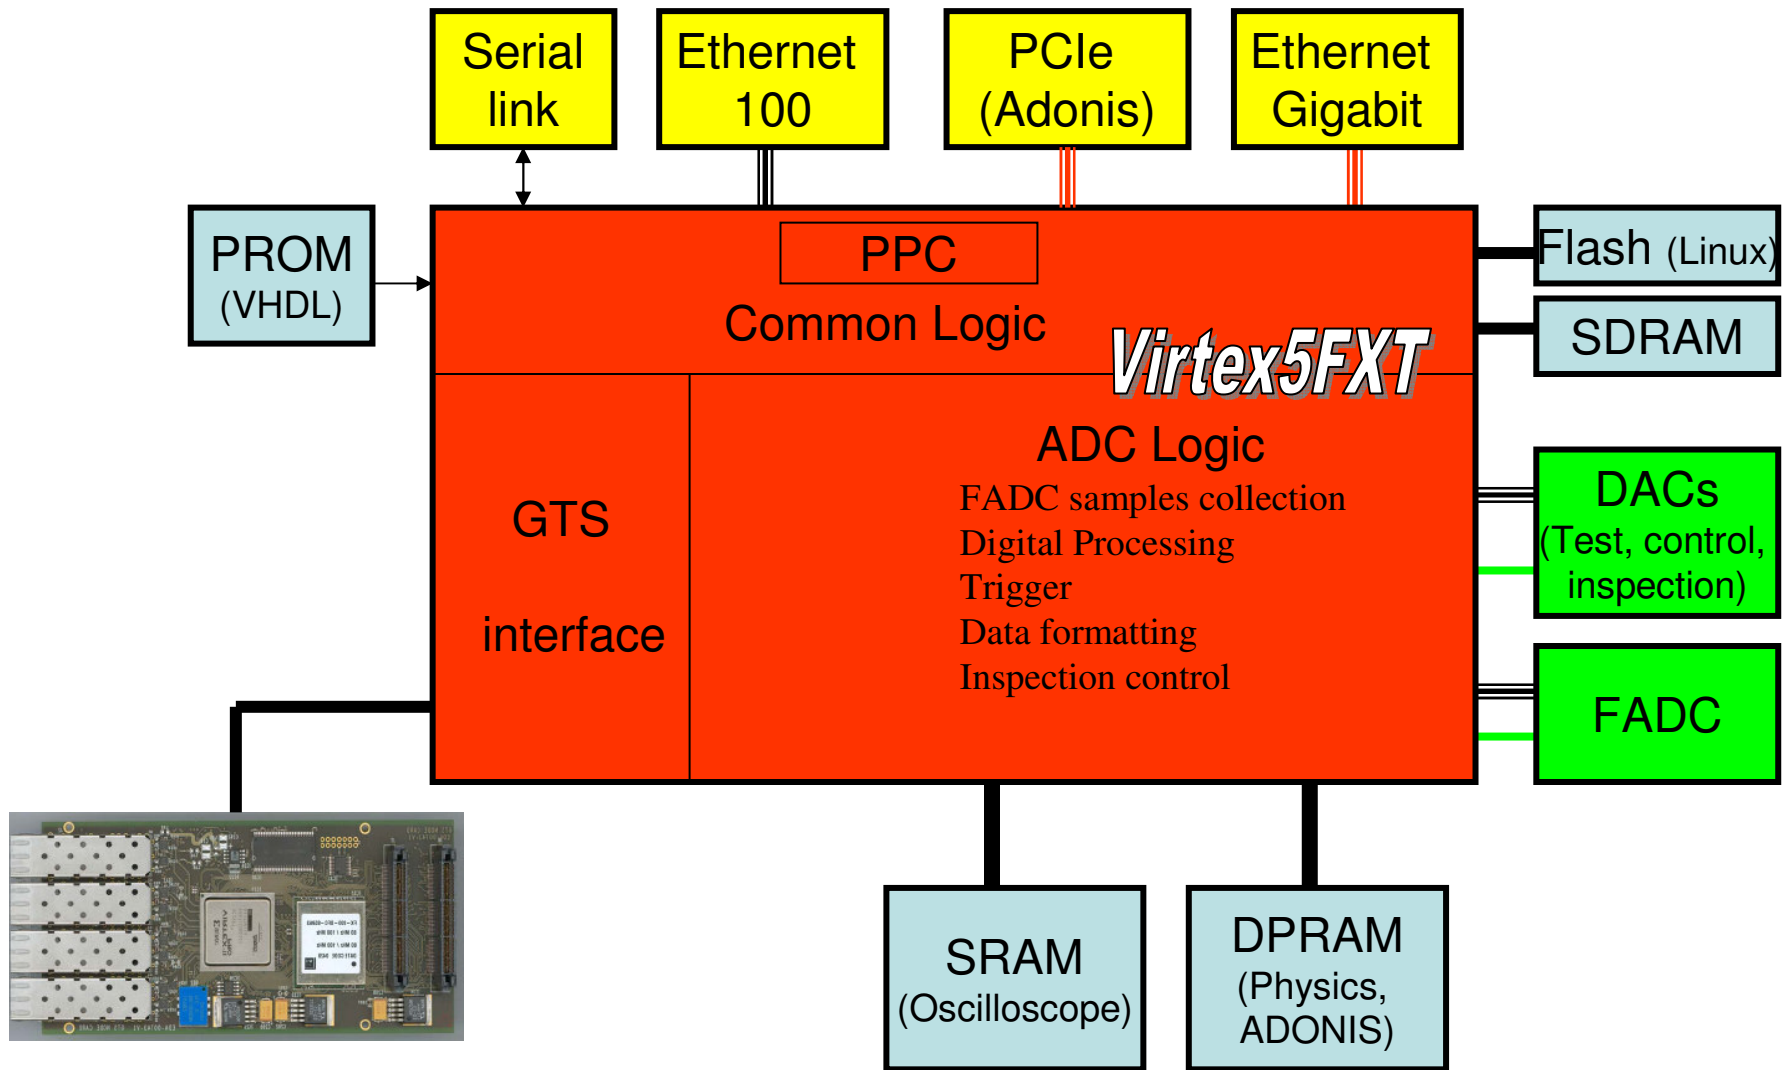 Serial
link
Ethernet
100
PCIe
(Adonis)
Ethernet
Gigabit
PROM
(VHDL)
PPC
Common Logic
Virtex5FXT
Flash (Linux)
SDRAM
GTS
interface
ADC Logic
FADC samples collection
Digital Processing
Trigger
Data formatting
Inspection control
DACs
(Test, control,
inspection)
FADC
SRAM
(Oscilloscope)
DPRAM
(Physics,
ADONIS)